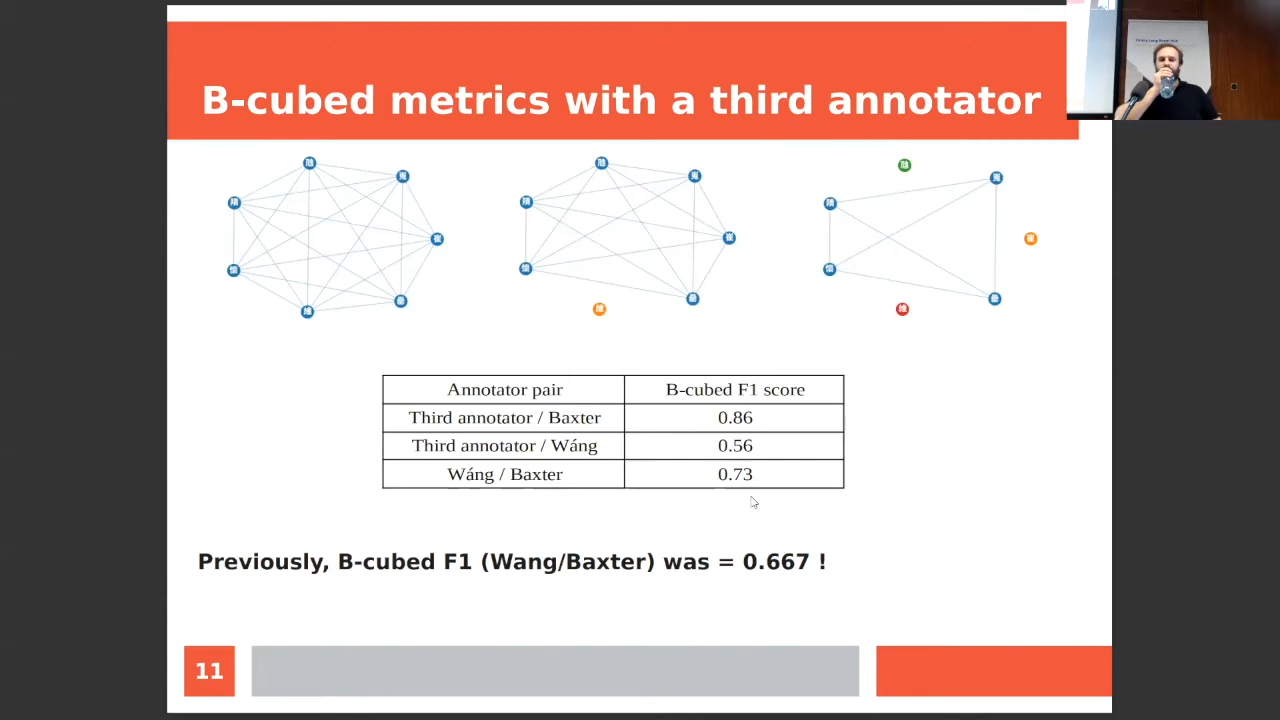 B-cubed metrics with a third annotator
Annotator pair B-cubed F1 score
Third annotator / Baxter 0.86
Third annotator / Wáng 0.56
Wáng / Baxter 0.73
Previously, B-cubed F1 (Wang/Baxter) was = 0.667 !
11